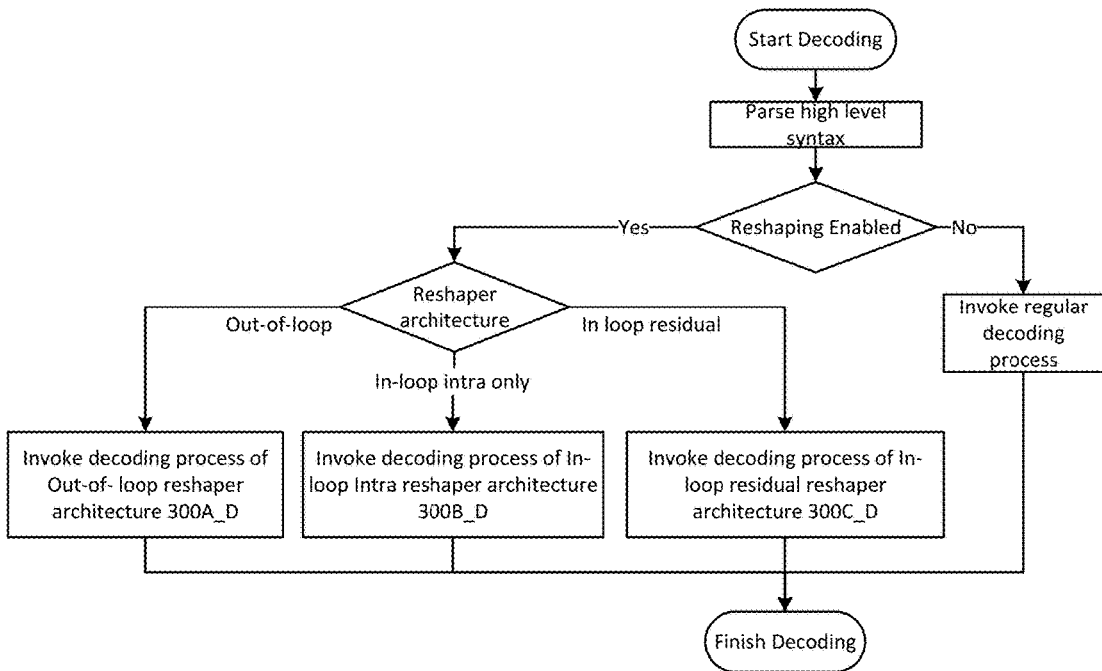 Start Decoding
Parse high level
syntax
Reshaping Enabled
Yes
No
Reshaper
architecture
Out-of-loop
In loop residual
In-loop intra only
Invoke regular
decoding
process
Invoke decoding process of
Out-of- loop reshaper
architecture 300A_D
Invoke decoding process of In-
loop Intra reshaper architecture
300B_D
Invoke decoding process of In-
loop residual reshaper
architecture 300C_D
Finish Decoding